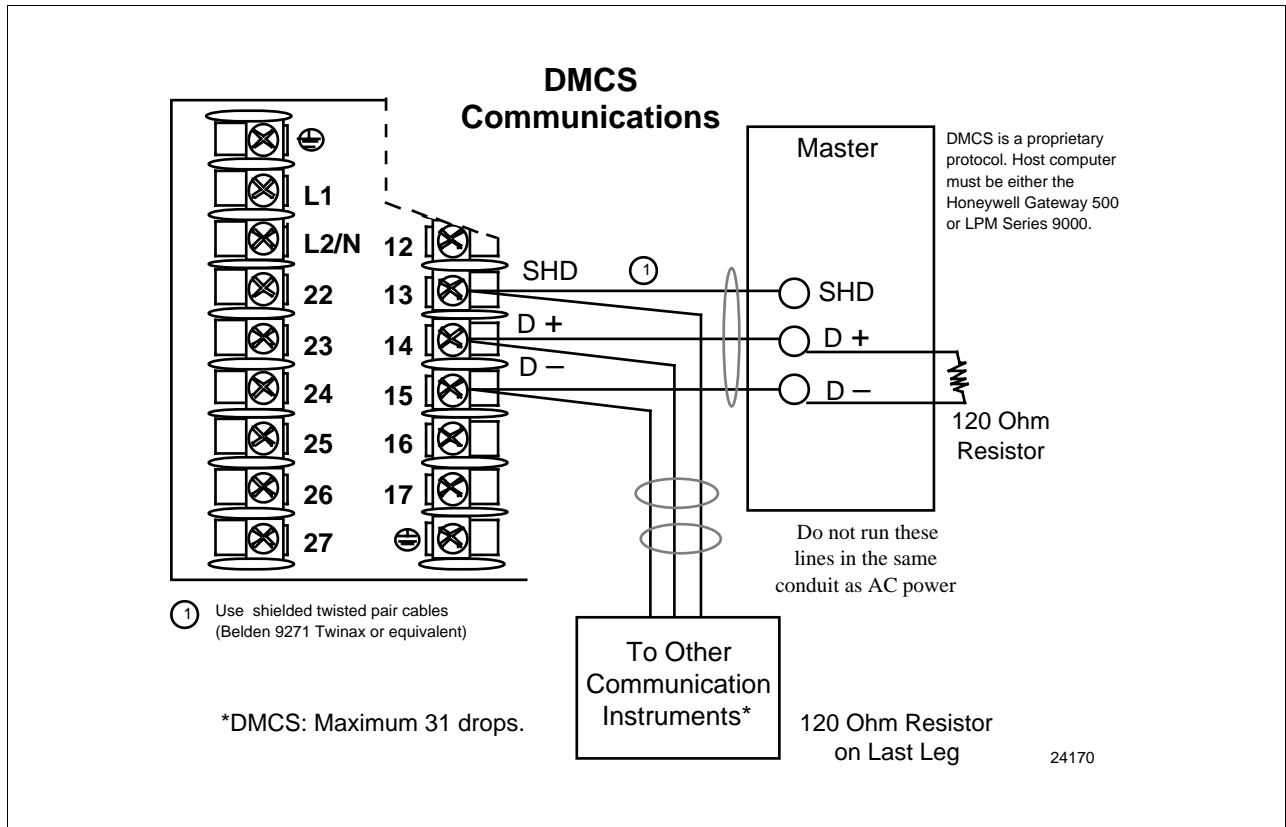 DMCS
Communications
L1
L2/N
22
23
24
25
26
27
12
13
14
15
16
17
SHD
1
D +
D –
Master
SHD
D +
D –
120 Ohm
Resistor
DMCS is a proprietary
protocol. Host computer
must be either the
Honeywell Gateway 500
or LPM Series 9000.
Do not run these
lines in the same
conduit as AC power
1 Use shielded twisted pair cables
(Belden 9271 Twinax or equivalent)
To Other
Communication
Instruments*
*DMCS: Maximum 31 drops.
120 Ohm Resistor
on Last Leg
24170